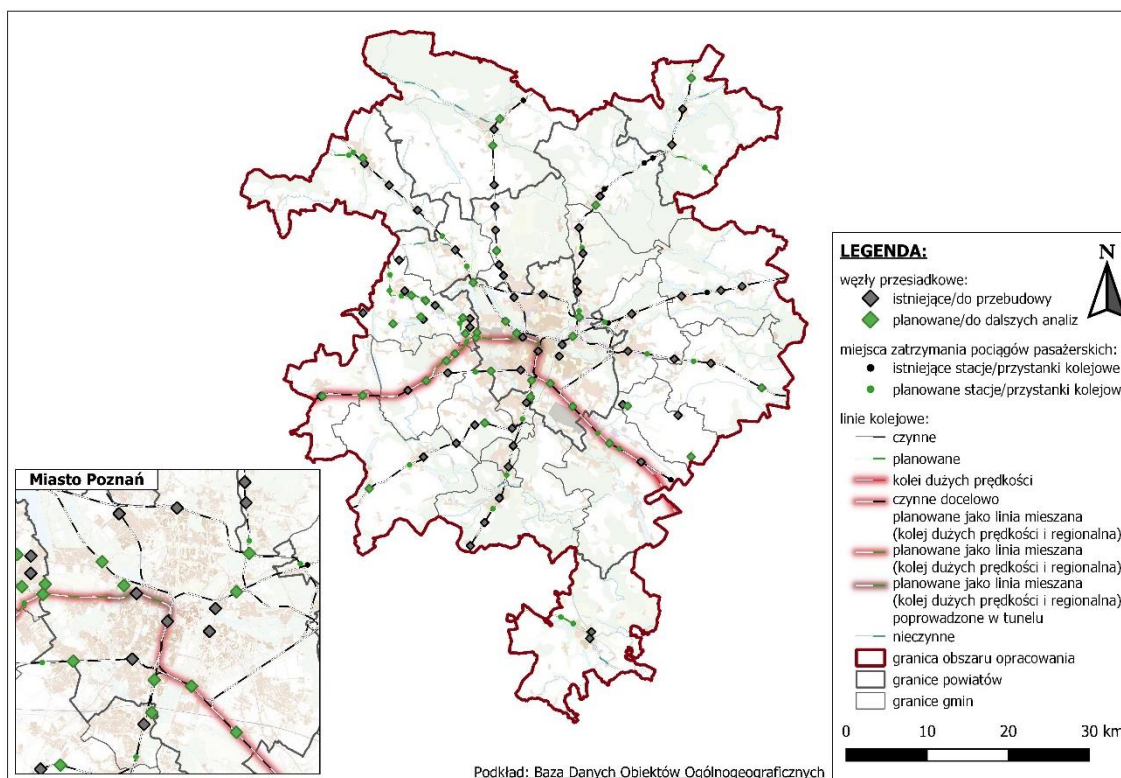 LEGENDA:
N
węzły przesiadkowe:
istniejące/do przebudowy
planowane/do dalszych analiz
miejsca zatrzymania pociągów pasażerskich:
istniejące stacje/przystanki kolejowe
planowane stacje/przystanki kolejow
linie kolejowe:
czynne
planowane
kolei dużych prędkości
czynne docelowo
planowane jako linia mieszana
(kolej dużych prędkości i regionalna)
planowane jako linia mieszana
(kolej dużych prędkości i regionalna)
planowane jako linia mieszana
(kolej dużych prędkości i regionalna)
poprowadzone w tunelu
nieczynne
granica obszaru opracowania
granice powiatów
granice gmin
0 10 20 30 km
Miasto Poznań
Podkład: Baza Danych Obiektów Ogólnogeograficznych